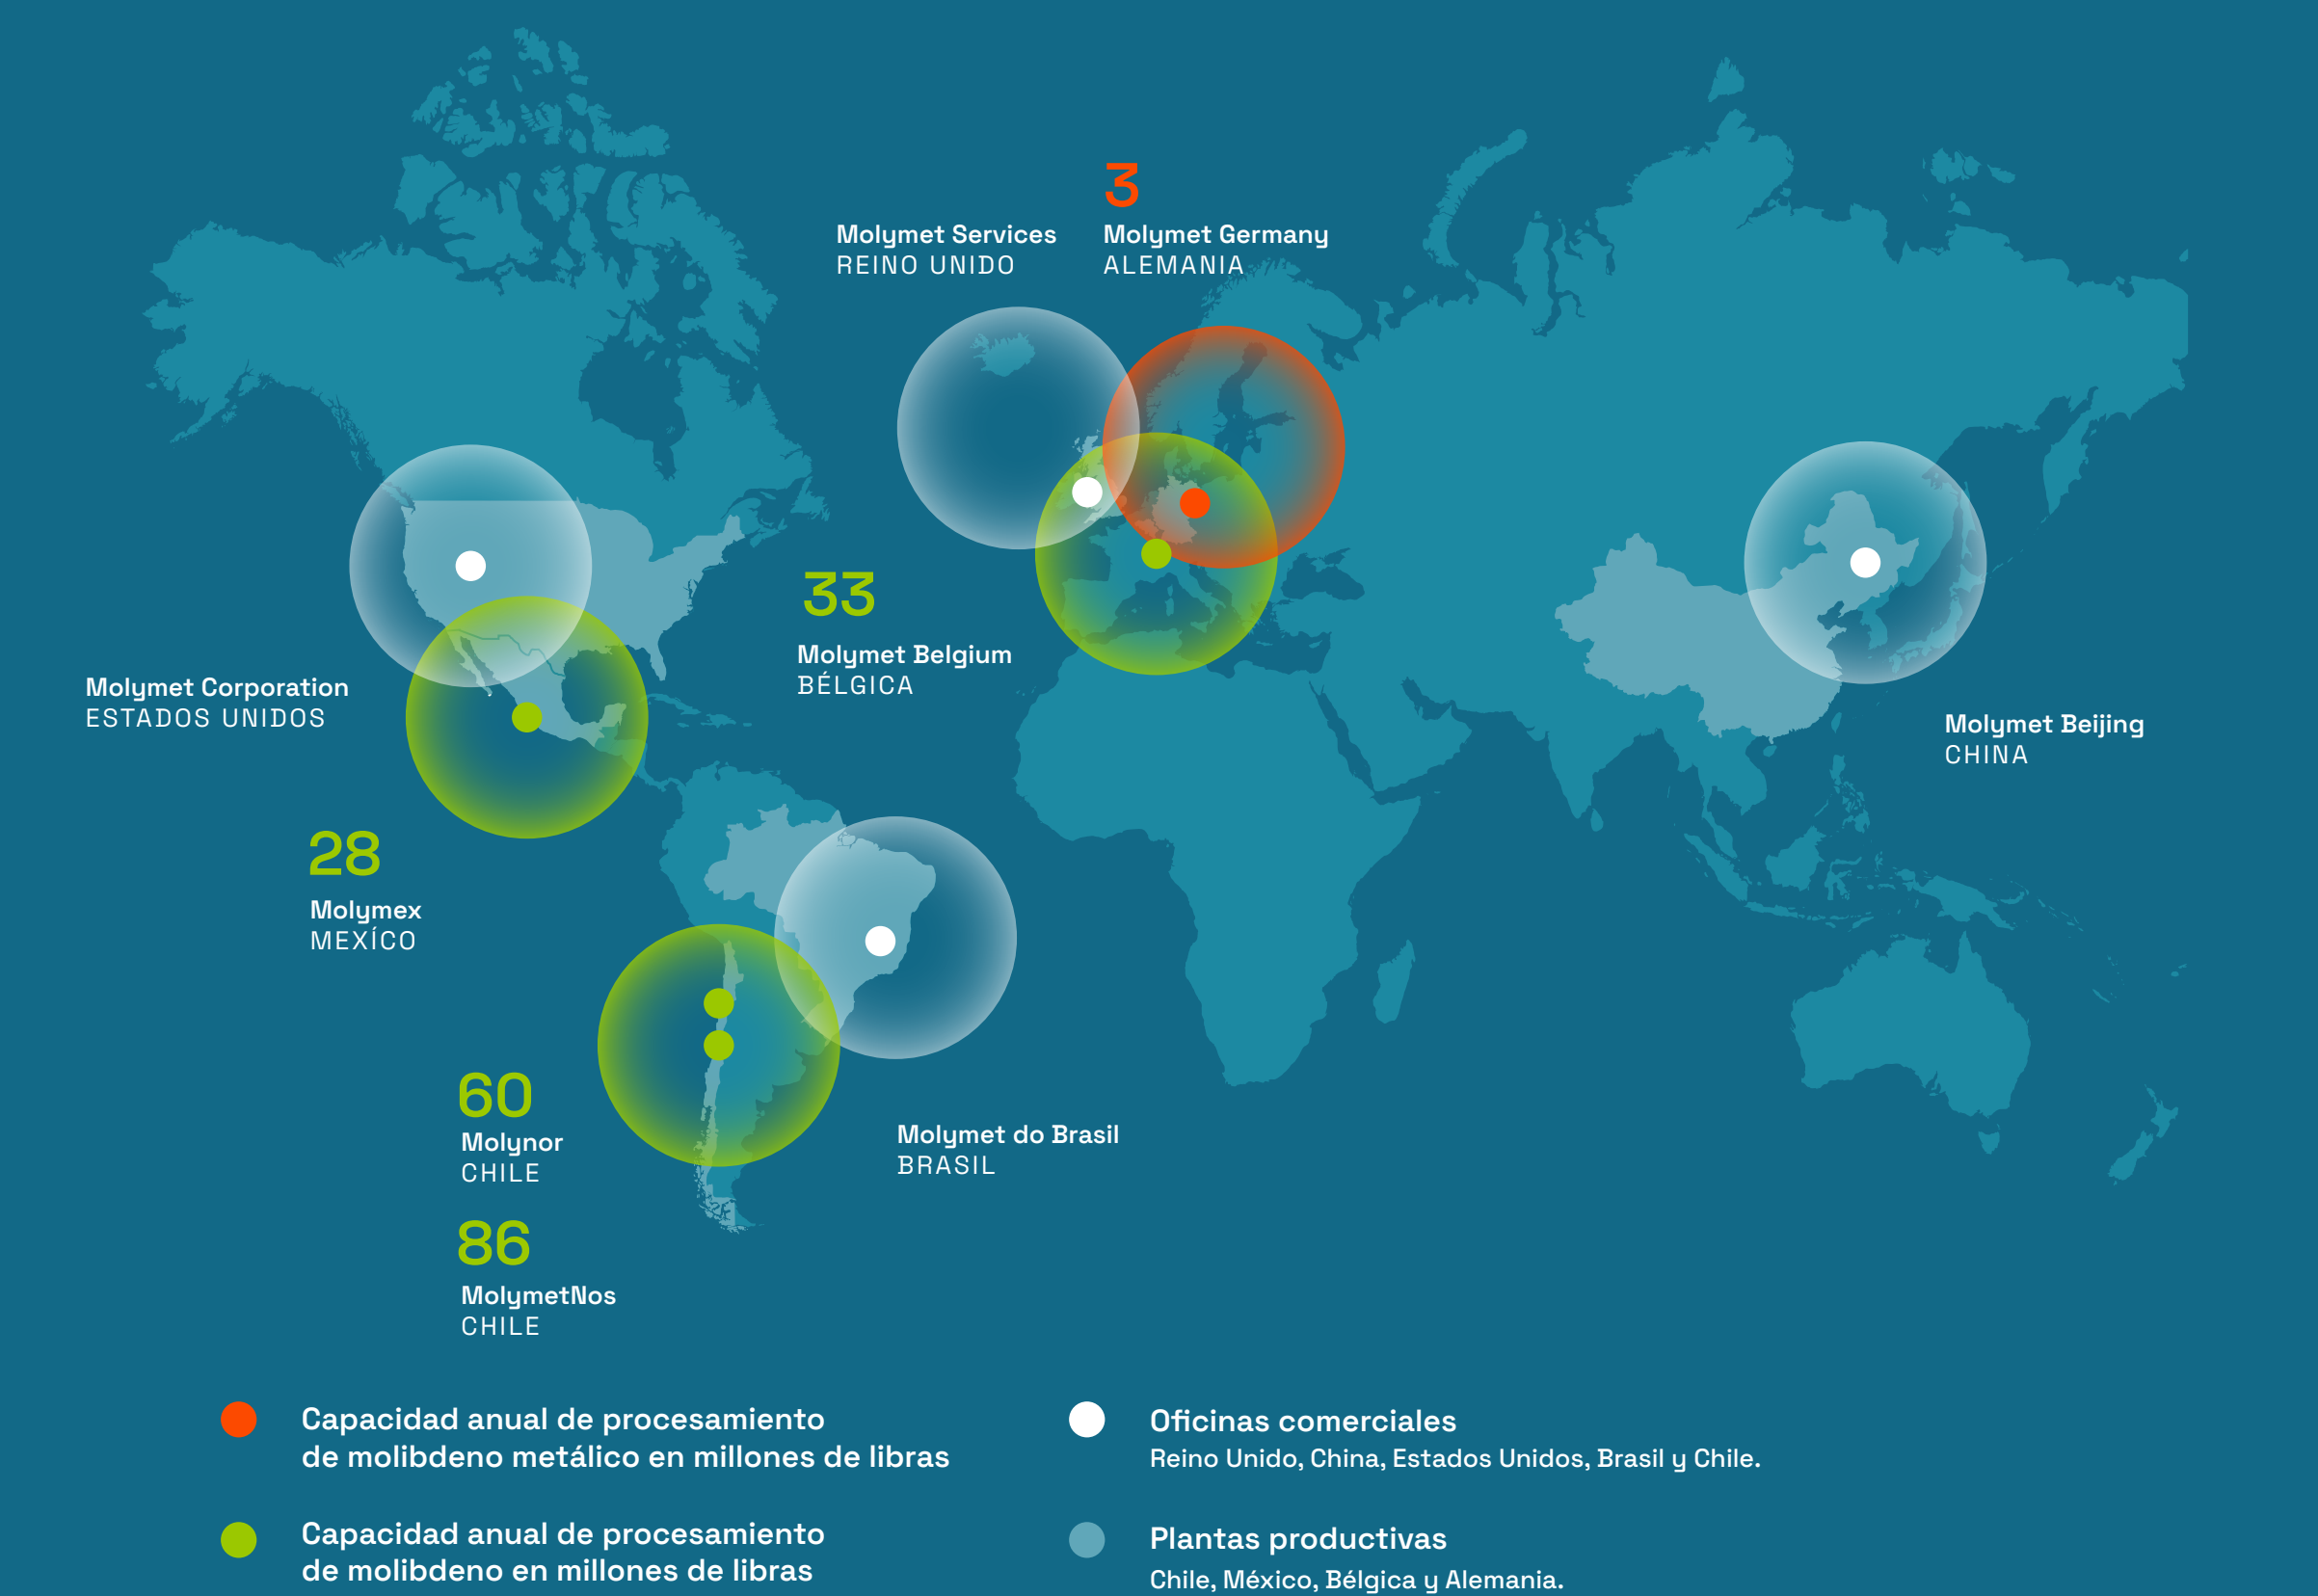 3
Molymet Services
REINO UNIDO
Molymet Germany
ALEMANIA
33
Molymet Belgium
BÉLGICA
Molymet Corporation
ESTADOS UNIDOS
Molymet Beijing
CHINA
28
Molymex
MEXÍCO
60
Molynor
CHILE
Molymet do Brasil
BRASIL
86
MolymetNos
CHILE
Capacidad anual de procesamiento
de molibdeno metálico en millones de libras
Oficinas comerciales
Reino Unido, China, Estados Unidos, Brasil y Chile.
Capacidad anual de procesamiento
de molibdeno en millones de libras
Plantas productivas
Chile, México, Bélgica y Alemania.